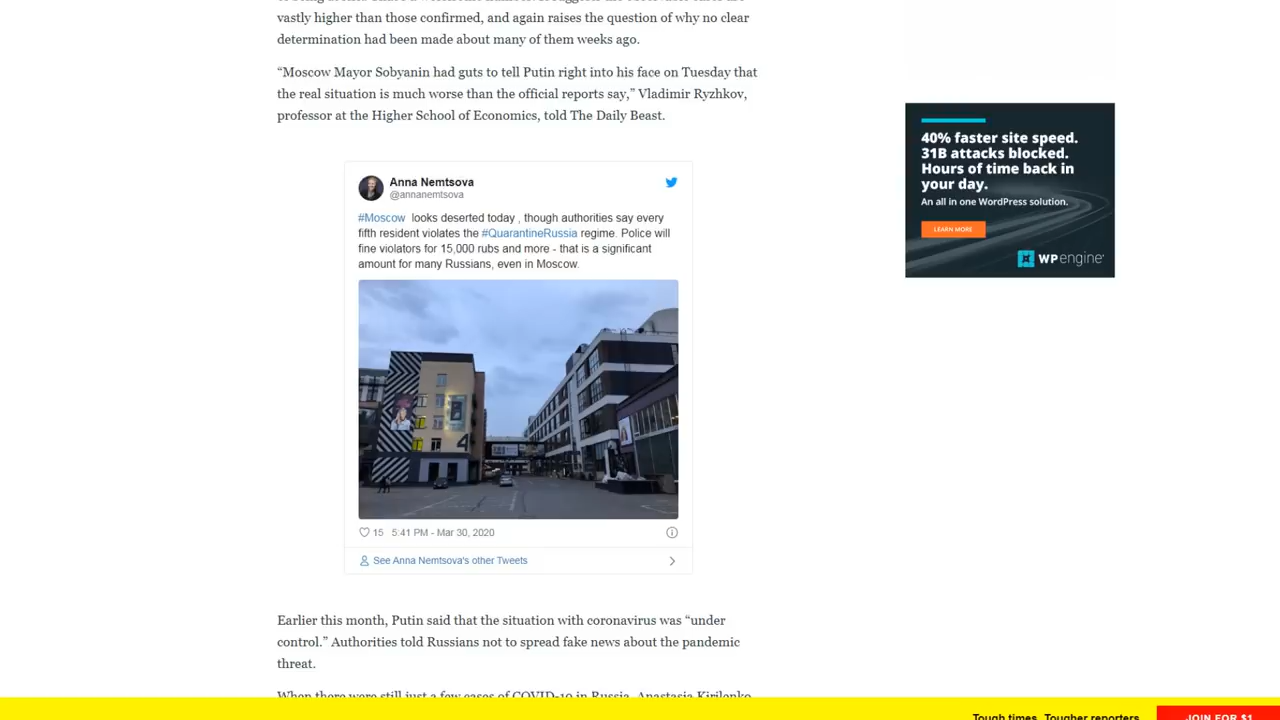 vastly higher than those confirmed, and again raises the question of why no clear
determination had been made about many of them weeks ago.
“Moscow Mayor Sobyanin had guts to tell Putin right into his face on Tuesday that
the real situation is much worse than the official reports say,” Vladimir Ryzhkov,
professor at the Higher School of Economics, told The Daily Beast.
Anna Nemtsova
@annanemtsova
#Moscow looks deserted today , though authorities say every
fifth resident violates the #QuarantineRussia regime. Police will
fine violators for 15,000 rubs and more - that is a significant
amount for many Russians, even in Moscow.
4
15 5:41 PM - Mar 30, 2020
See Anna Nemtsova's other Tweets
Earlier this month, Putin said that the situation with coronavirus was “under
control.” Authorities told Russians not to spread fake news about the pandemic
threat.
When there were still just a few cases of COVID-19 in Russia, Anastasia Kirilenko,
40% faster site speed.
31B attacks blocked.
Hours of time back in
your day.
An all in one WordPress solution.
LEARN MORE
WP engine
Tough times. Tougher reporters.
JOIN FOR $1